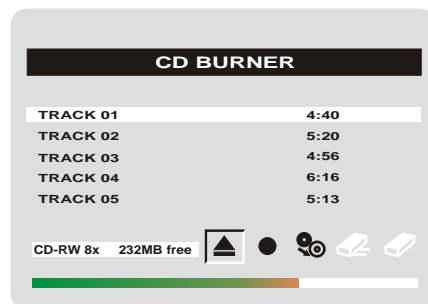 CD BURNER
TRACK 01 4:40
TRACK 02 5:20
TRACK 03 4:56
TRACK 04 6:16
TRACK 05 5:13
CD-RW 8x 232MB free